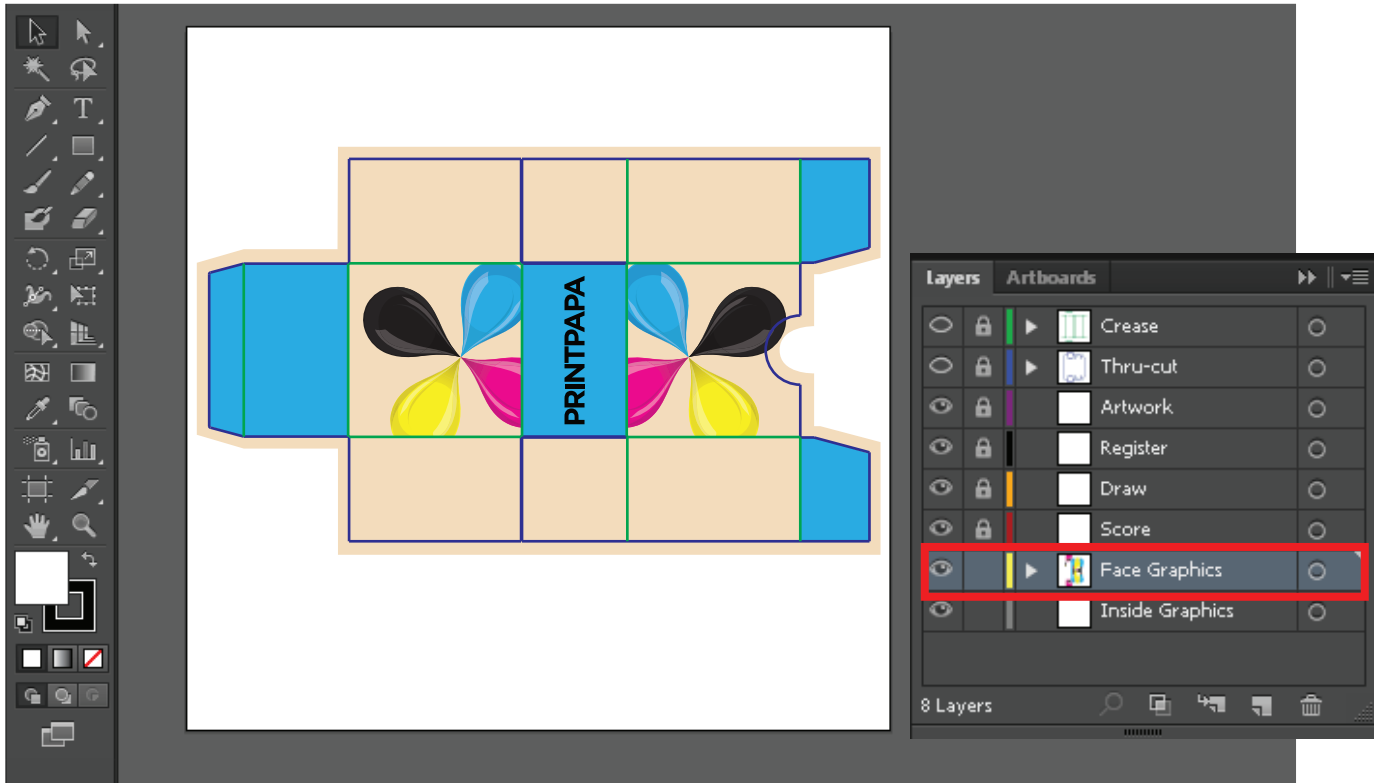 PRINTPAPA
Layers Artboards
Crease
Thru-cut
Artwork
Register
Draw
Score
Face Graphics
Inside Graphics
8 Layers